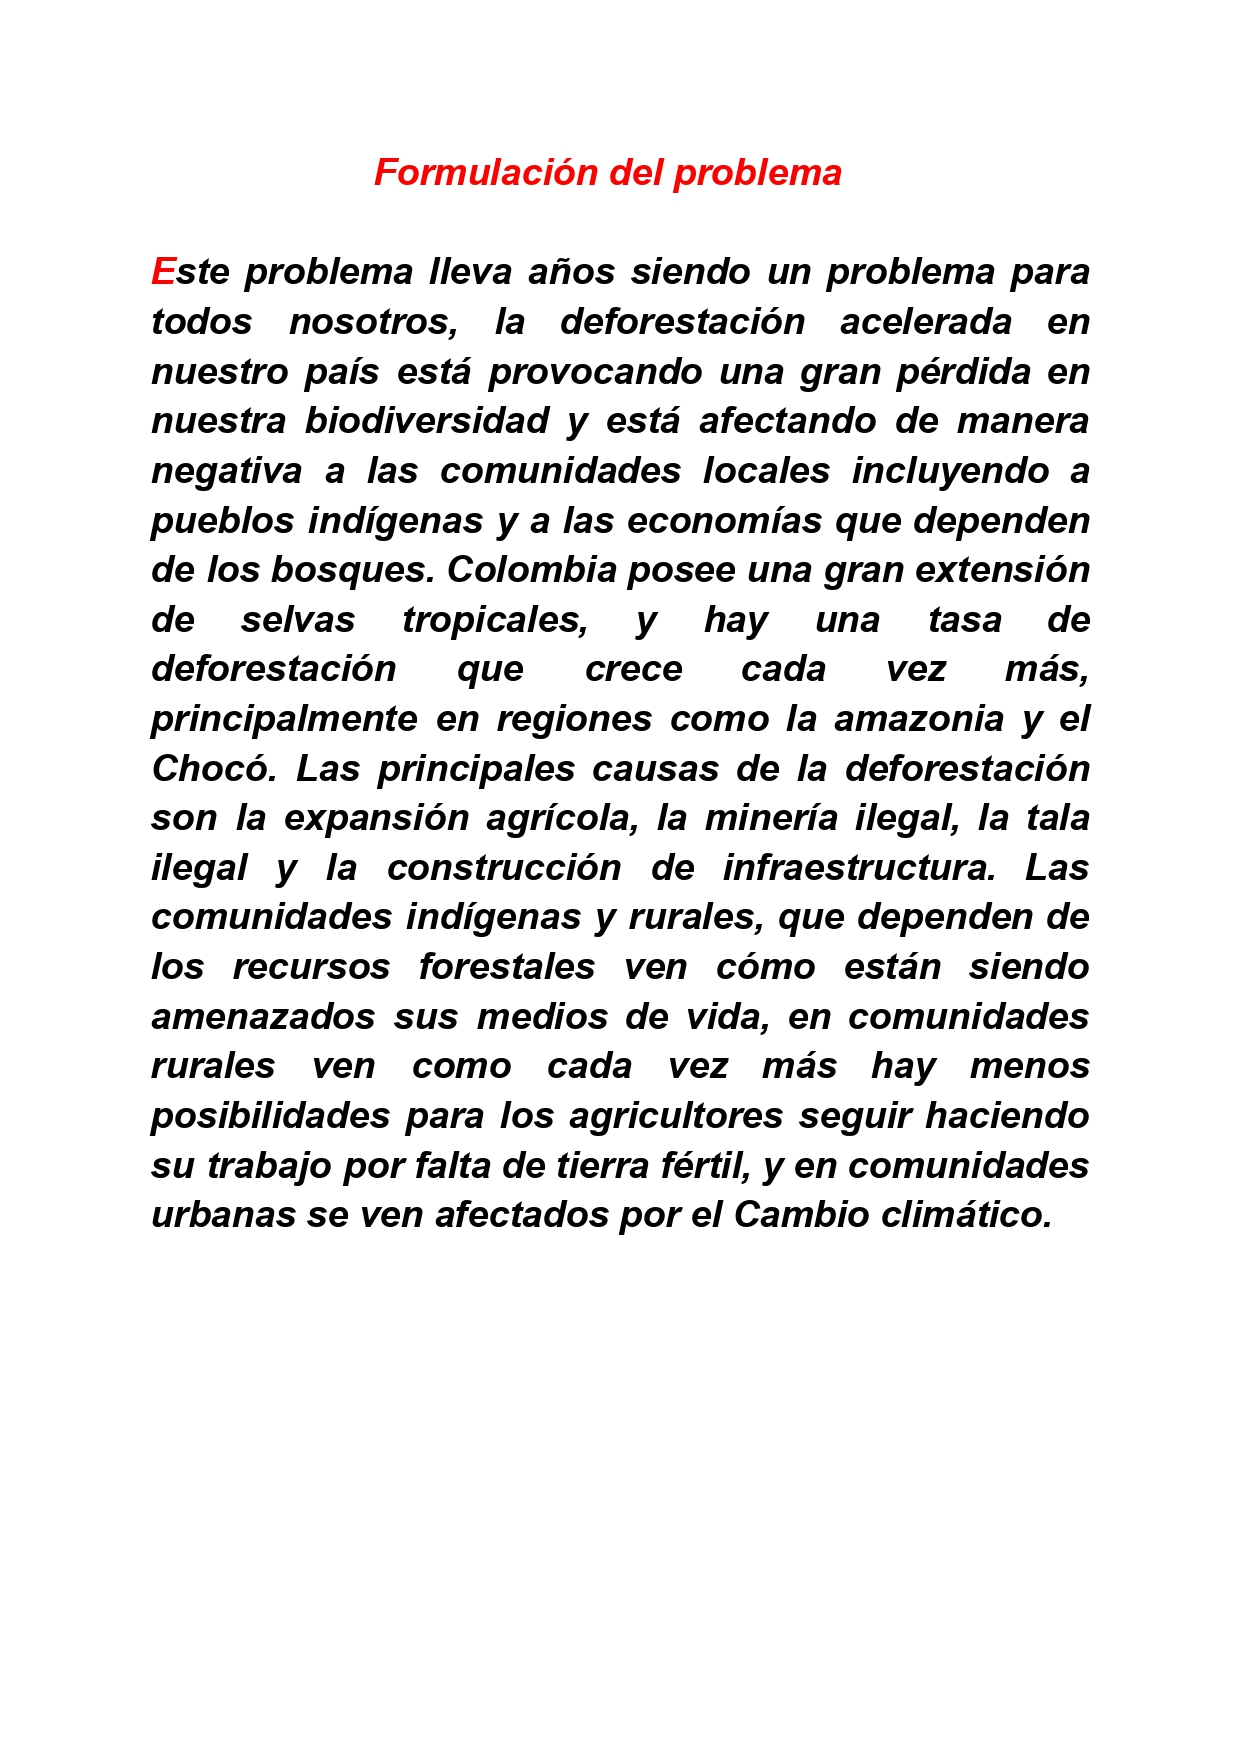 Formulación del problema
Este problema lleva años siendo un problema para
todos nosotros, la deforestación acelerada en
nuestro país está provocando una gran pérdida en
nuestra biodiversidad y está afectando de manera
negativa a las comunidades locales incluyendo a
pueblos indígenas y a las economías que dependen
de los bosques. Colombia posee una gran extensión
de selvas tropicales, y hay una tasa de
deforestación que crece cada vez más,
principalmente en regiones como la amazonia y el
Chocó. Las principales causas de la deforestación
son la expansión agrícola, la minería ilegal, la tala
ilegal y la construcción de infraestructura. Las
comunidades indígenas y rurales, que dependen de
los recursos forestales ven cómo están siendo
amenazados sus medios de vida, en comunidades
rurales ven como cada vez más hay menos
posibilidades para los agricultores seguir haciendo
su trabajo por falta de tierra fértil, y en comunidades
urbanas se ven afectados por el Cambio climático.